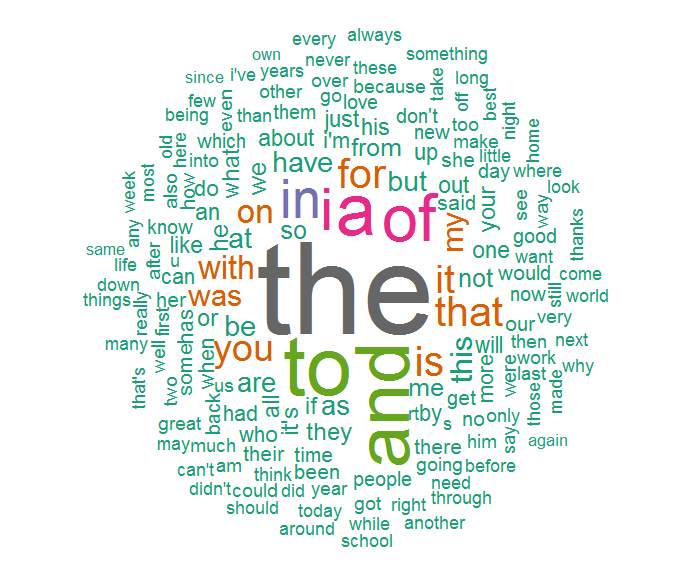 every always
own something
never
since i've years these
over because take long
few other go love off best
being even than them just his don't new too night
which about i'm from up she make little home
old here into what we have for but out day where
also how do in i a of said your see way look
most week an on my good thanks
any know he at so one want
same after like it not would come
life u can with the that now still world
down her was our very
things really or be you to and is this will then next
many well first some has when us are me more were last work why
that's two back had all it's if as rt by get those made
great who they s no only say again
may much their time there him
can't am think been people going before
didn't could did year got right need through
should today while another
around school